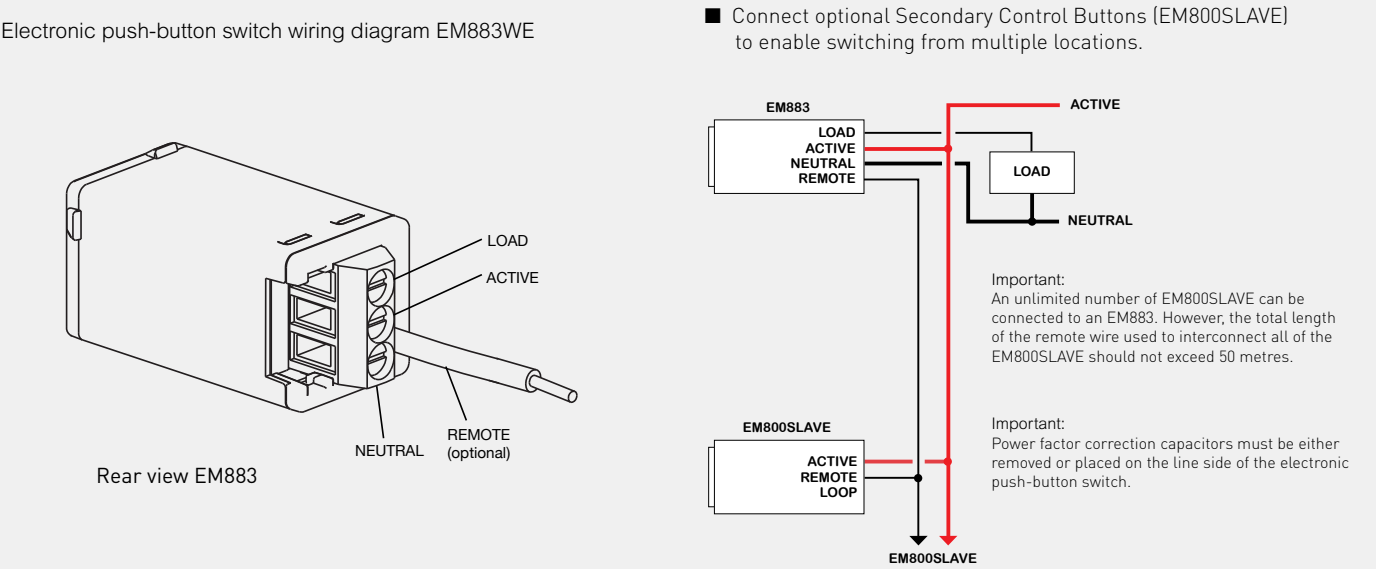 Electronic push-button switch wiring diagram EM883WE
LOAD
ACTIVE
REMOTE
(optional)
NEUTRAL
Rear view EM883
■ Connect optional Secondary Control Buttons (EM800SLAVE)
to enable switching from multiple locations.
EM883
LOAD
ACTIVE
NEUTRAL
REMOTE
ACTIVE
LOAD
NEUTRAL
Important:
An unlimited number of EM800SLAVE can be
connected to an EM883. However, the total length
of the remote wire used to interconnect all of the
EM800SLAVE should not exceed 50 metres.
Important:
Power factor correction capacitors must be either
removed or placed on the line side of the electronic
push-button switch.
EM800SLAVE
ACTIVE
REMOTE
LOOP
EM800SLAVE